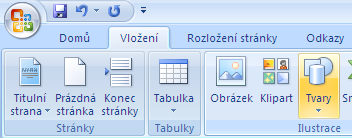 Domů Vložení Rozložení stránky Odkazy
Titulní strana Prázdná stránka Konec stránky Tabulka Obrázek Klipart Tvary
Stránky Tabulky Ilustrace